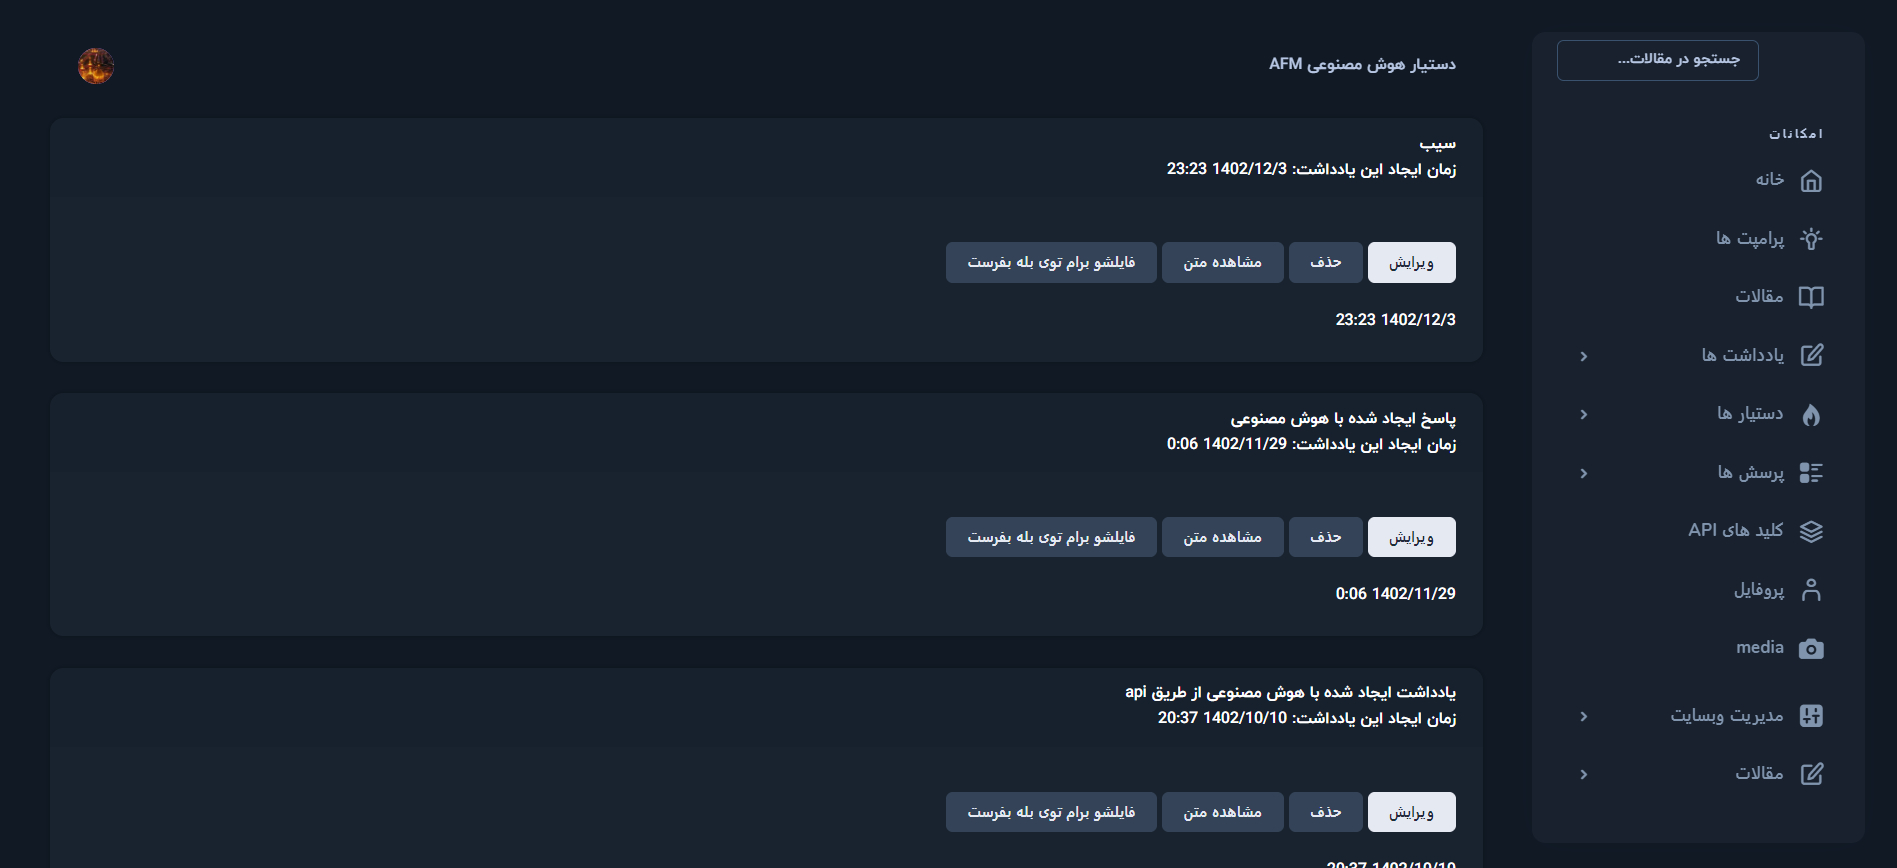 جستجو در مقالات...
امکانات
خانه
پرامپت ها
مقالات
یادداشت ها
دستیار ها
پرسش ها
کلید های API
پروفایل
media
مدیریت وبسایت
مقالات
دستیار هوش مصنوعی AFM
سیب
زمان ایجاد این یادداشت: 1402/12/3 23:23
ویرایش حذف مشاهده متن فایلشو برام توی بله بفرست
1402/12/3 23:23
پاسخ ایجاد شده با هوش مصنوعی
زمان ایجاد این یادداشت: 1402/11/29 0:06
ویرایش حذف مشاهده متن فایلشو برام توی بله بفرست
1402/11/29 0:06
یادداشت ایجاد شده با هوش مصنوعی از طریق api
زمان ایجاد این یادداشت: 1402/10/10 20:37
ویرایش حذف مشاهده متن فایلشو برام توی بله بفرست
1402/10/10 20:37